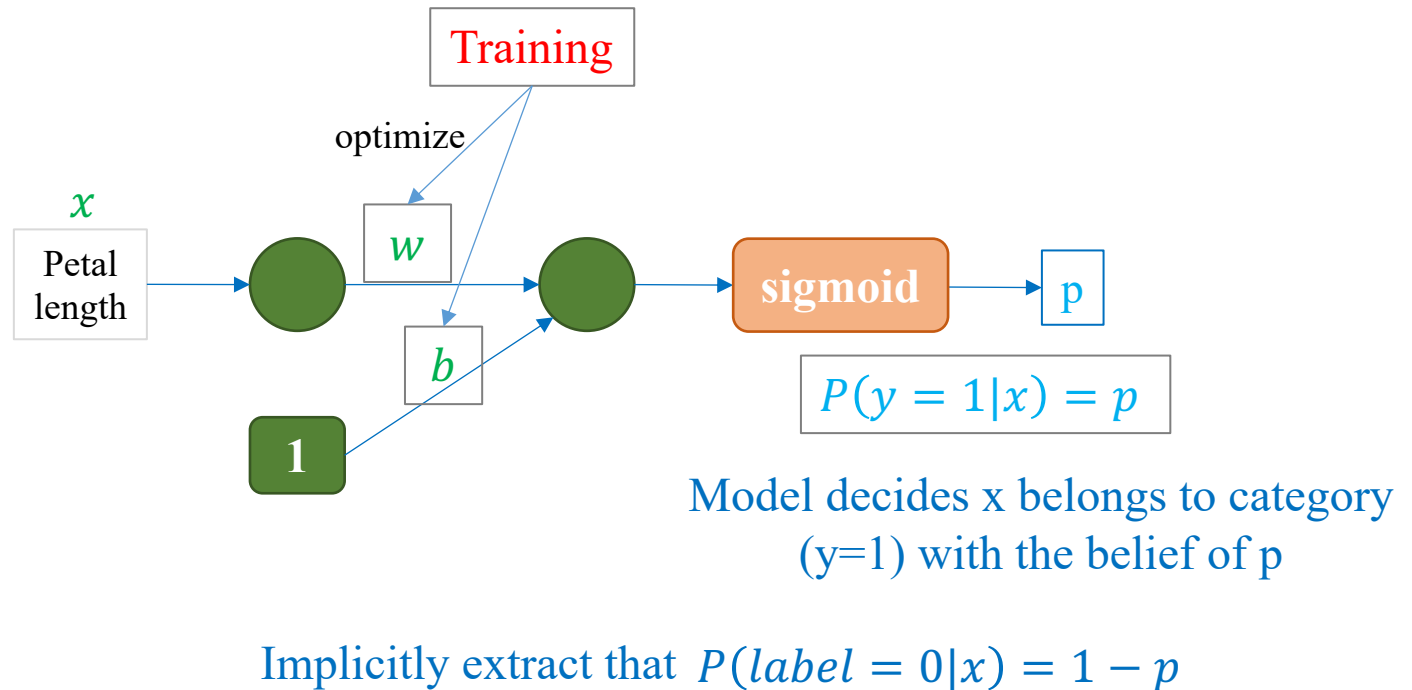 Training
optimize
x
Petal
length
w
b
1
sigmoid
p
P(y = 1|x) = p
Model decides x belongs to category
(y=1) with the belief of p
Implicitly extract that P(label = 0|x) = 1 − p